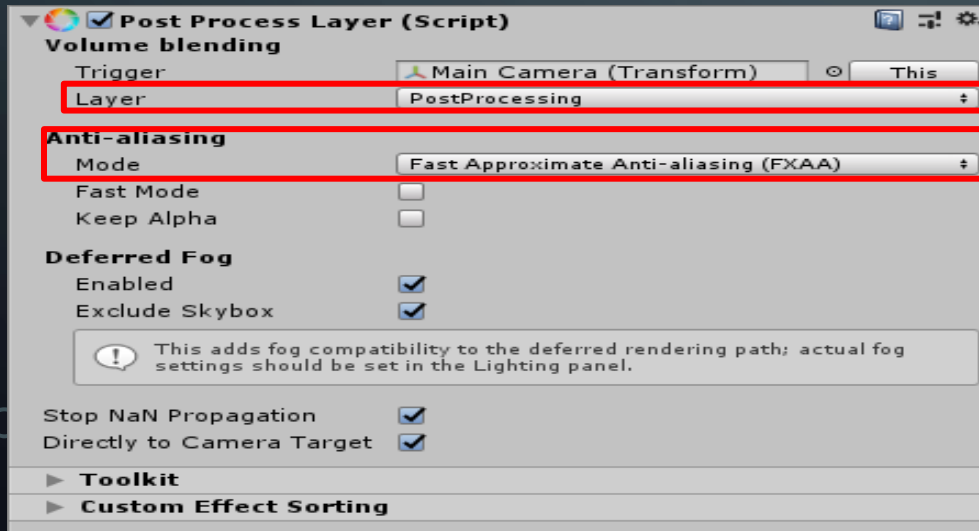 Post Process Layer (Script)
Volume blending
Trigger Main Camera (Transform) This
Layer PostProcessing
Anti-aliasing
Mode Fast Approximate Anti-aliasing (FXAA)
Fast Mode
Keep Alpha
Deferred Fog
Enabled
Exclude Skybox
This adds fog compatibility to the deferred rendering path; actual fog
settings should be set in the Lighting panel.
Stop NaN Propagation
Directly to Camera Target
Toolkit
Custom Effect Sorting